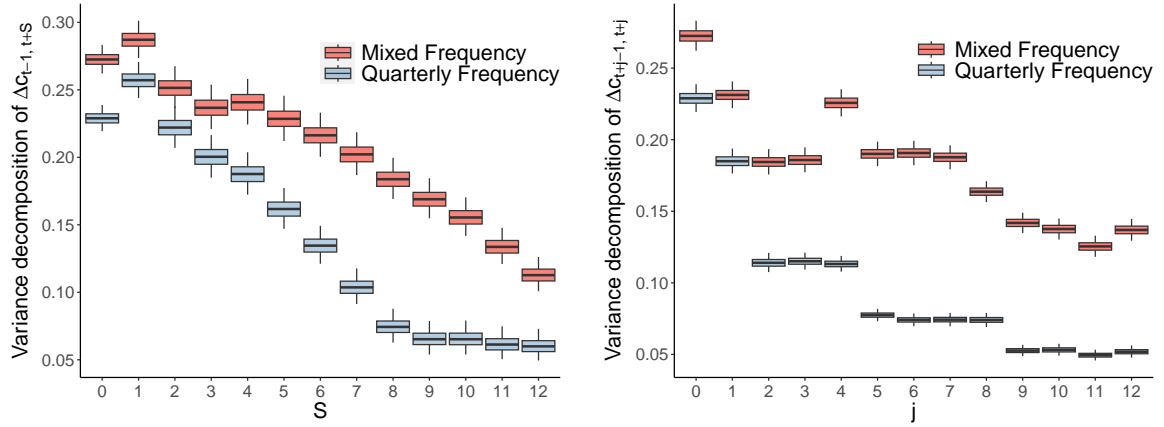 Variance decomposition of Δc_{t−1, t+S}
0.30
0.25
0.20
0.15
0.10
0.05
Mixed Frequency
Quarterly Frequency
0 1 2 3 4 5 6 7 8 9 10 11 12
S
Variance decomposition of Δc_{t+j−1, t+j}
0.25
0.20
0.15
0.10
0.05
Mixed Frequency
Quarterly Frequency
0 1 2 3 4 5 6 7 8 9 10 11 12
j